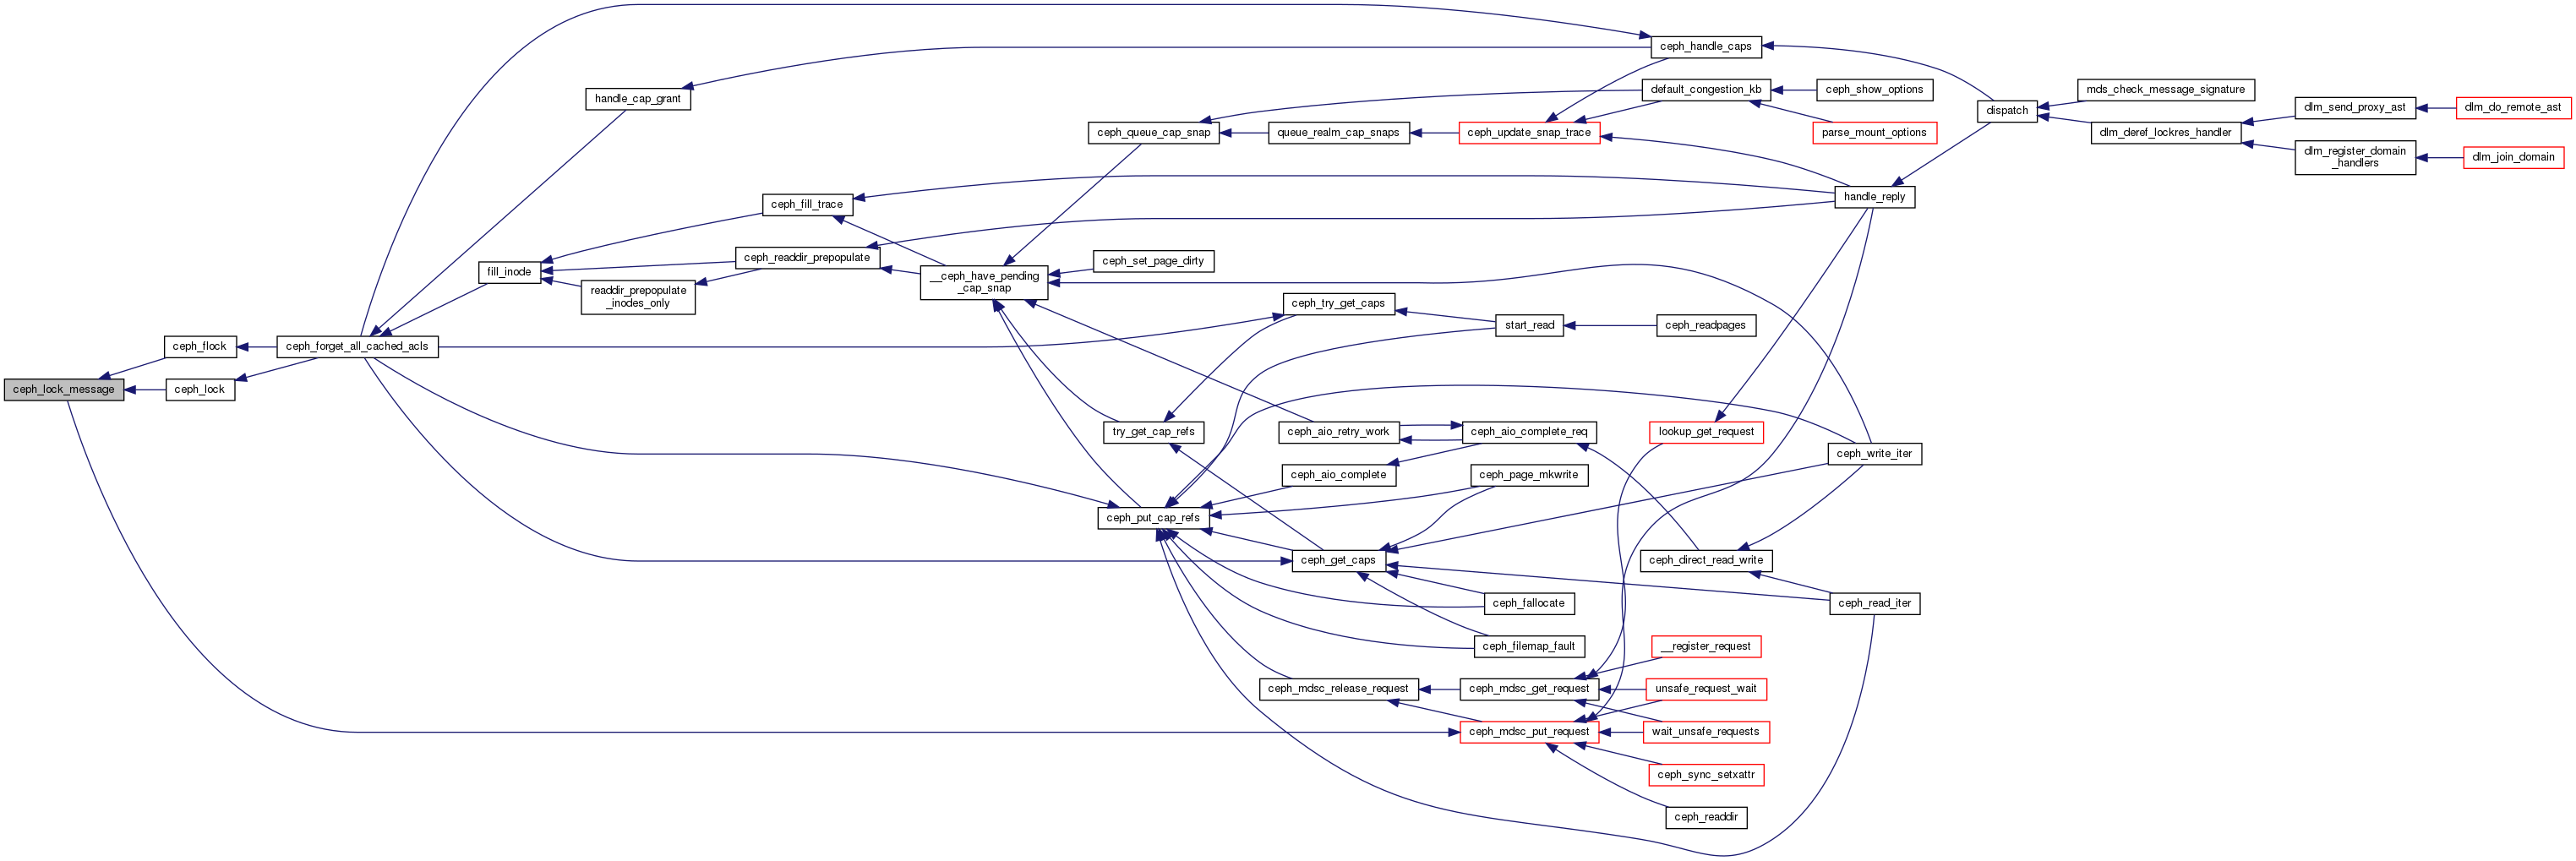 ceph_handle_caps
mds_check_message_signature
default_congestion_kb
ceph_show_options
handle_cap_grant
dlm_send_proxy_ast
dlm_do_remote_ast
dispatch
ceph_queue_cap_snap
queue_realm_cap_snaps
ceph_update_snap_trace
parse_mount_options
dlm_deref_lockres_handler
dlm_register_domain
_handlers
dlm_join_domain
handle_reply
ceph_fill_trace
ceph_readdir_prepopulate
ceph_set_page_dirty
fill_inode
__ceph_have_pending
_cap_snap
readdir_prepopulate
_inodes_only
ceph_try_get_caps
start_read
ceph_readpages
ceph_flock
ceph_forget_all_cached_acls
ceph_lock_message
ceph_lock
try_get_cap_refs
ceph_aio_retry_work
ceph_aio_complete_req
lookup_get_request
ceph_write_iter
ceph_aio_complete
ceph_page_mkwrite
ceph_put_cap_refs
ceph_get_caps
ceph_direct_read_write
ceph_fallocate
ceph_read_iter
ceph_filemap_fault
__register_request
ceph_mdsc_release_request
ceph_mdsc_get_request
unsafe_request_wait
ceph_mdsc_put_request
wait_unsafe_requests
ceph_sync_setxattr
ceph_readdir